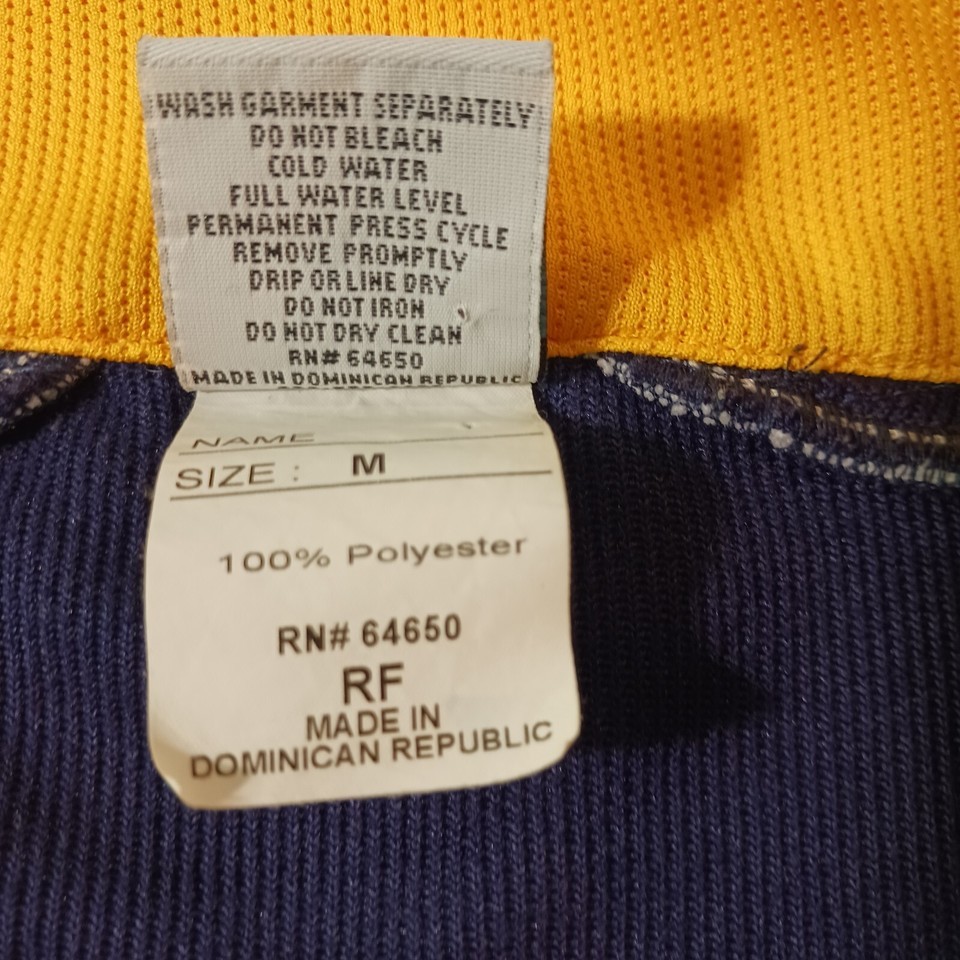 WASH GARMENT SEPARATELY
DO NOT BLEACH
COLD WATER
FULL WATER LEVEL
PERMANENT PRESS CYCLE
REMOVE PROMPTLY
DRIP OR LINE DRY
DO NOT IRON
DO NOT DRY CLEAN
RN# 64650
MADE IN DOMINICAN REPUBLIC
NAME
SIZE : M
100% Polyester
RN# 64650
RF
MADE IN
DOMINICAN REPUBLIC